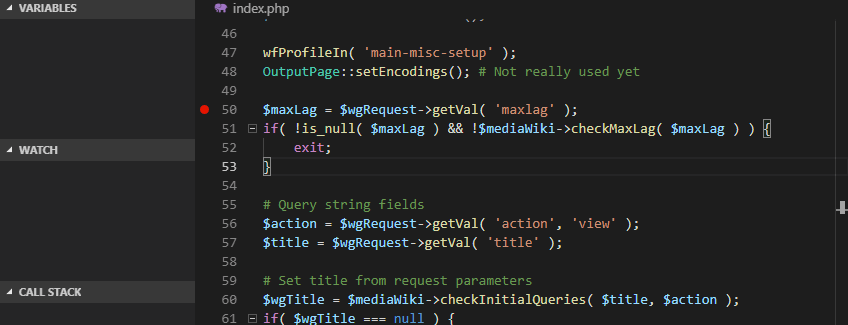 VARIABLES
WATCH
CALL STACK
index.php
46
47 wfProfileIn( 'main-misc-setup' );
48 OutputPage::setEncodings(); # Not really used yet
49
50 $maxLag = $wgRequest->getVal( 'maxlag' );
51 if( !is_null( $maxLag ) && !$mediaWiki->checkMaxLag( $maxLag ) ) {
52     exit;
53 }
54
55 # Query string fields
56 $action = $wgRequest->getVal( 'action', 'view' );
57 $title = $wgRequest->getVal( 'title' );
58
59 # Set title from request parameters
60 $wgTitle = $mediaWiki->checkInitialQueries( $title, $action );
61 if( $wgTitle === null ) {